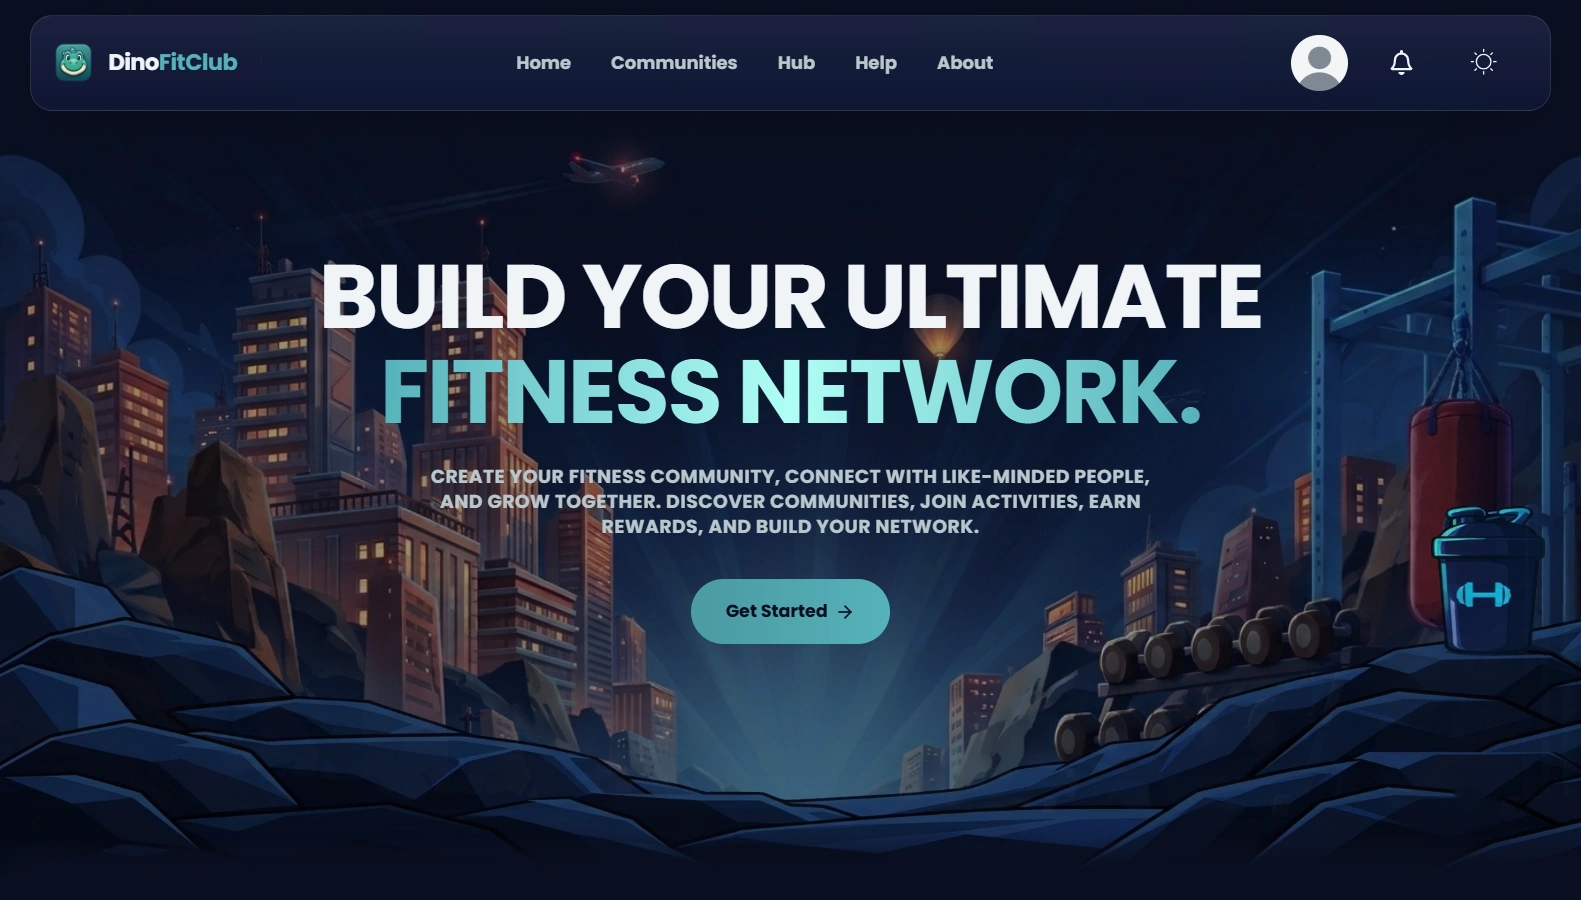 DinoFitClub
Home
Communities
Hub
Help
About
BUILD YOUR ULTIMATE
FITNESS NETWORK.
CREATE YOUR FITNESS COMMUNITY, CONNECT WITH LIKE-MINDED PEOPLE,
AND GROW TOGETHER. DISCOVER COMMUNITIES, JOIN ACTIVITIES, EARN
REWARDS, AND BUILD YOUR NETWORK.
Get Started